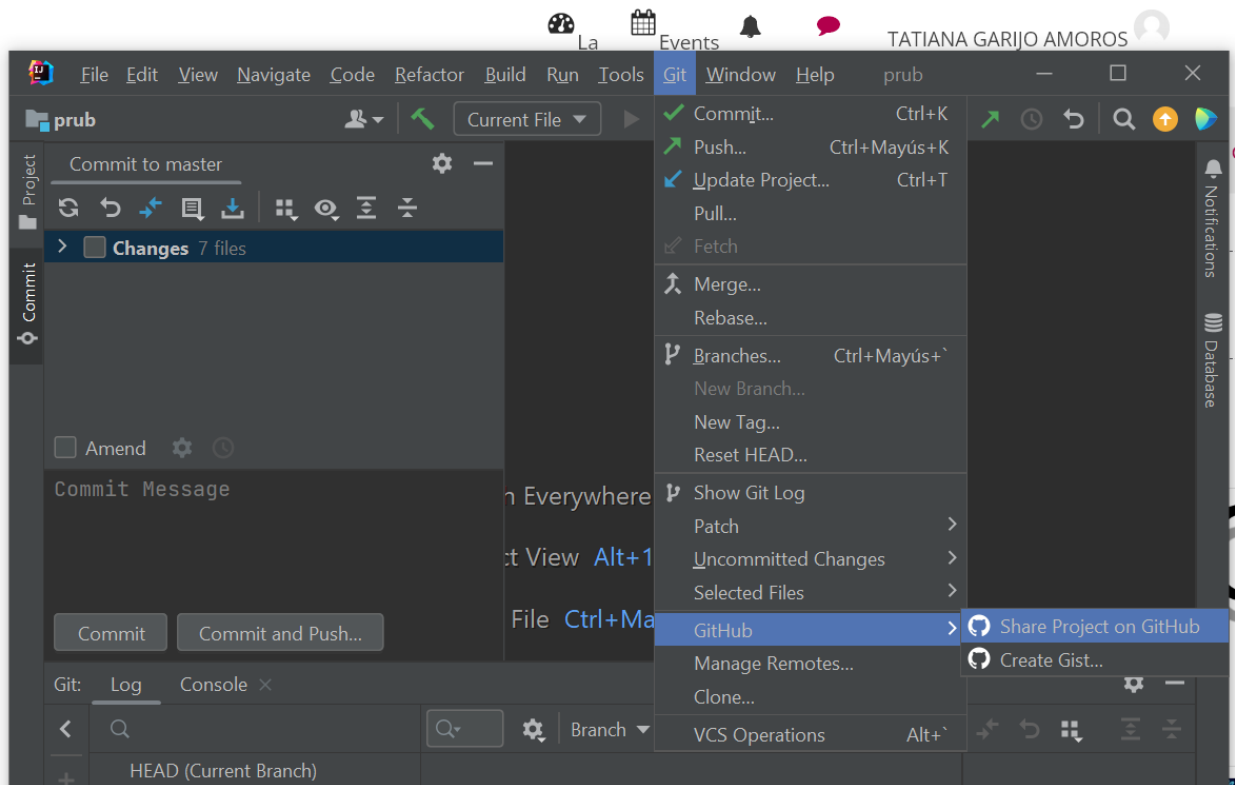 La
Events
TATIANA GARIJO AMOROS
File Edit View Navigate Code Refactor Build Run Tools Git Window Help prub
prub
Current File
Project
Commit to master
Changes 7 files
Commit
Amend
Commit Message
Commit
Commit and Push...
Commit... Ctrl+K
Push... Ctrl+Mayús+K
Update Project... Ctrl+T
Pull...
Fetch
Merge...
Rebase...
Branches... Ctrl+Mayús+`
New Branch...
New Tag...
Reset HEAD...
Show Git Log
Patch
Uncommitted Changes
Selected Files
GitHub
Manage Remotes...
Clone...
VCS Operations Alt+`
Share Project on GitHub
Create Gist...
n Everywhere
ct View Alt+1
File Ctrl+Ma
Notifications
Database
Git: Log Console
Branch
HEAD (Current Branch)